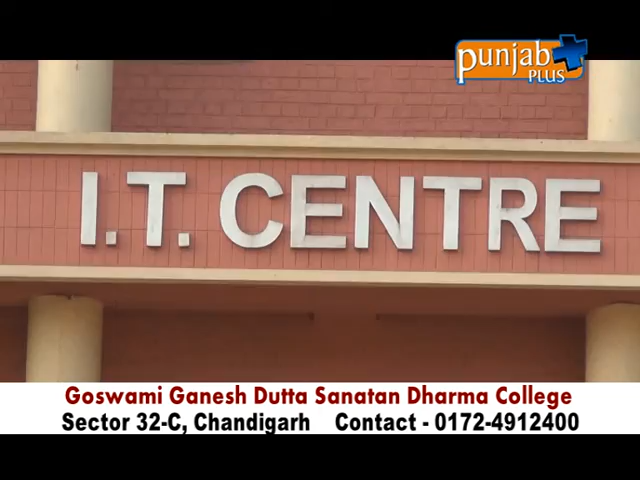 punjab
PLUS
I.T. CENTRE
Goswami Ganesh Dutta Sanatan Dharma College
Sector 32-C, Chandigarh Contact - 0172-4912400